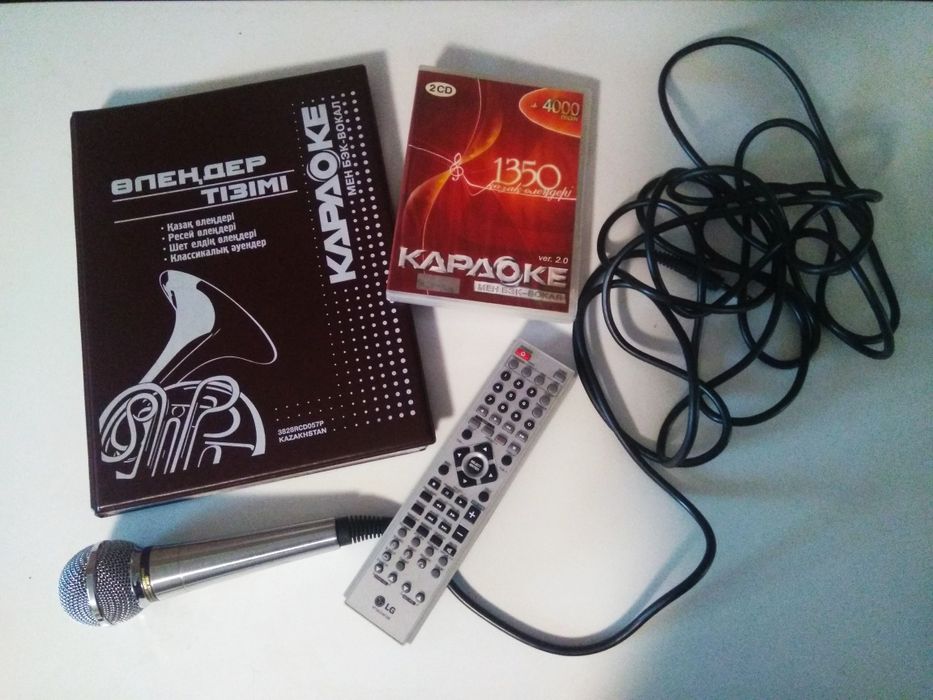 ӨЛЕҢДЕР
ТІЗІМІ
• Қазақ өлеңдері
• Ресей өлеңдері
• Шет елдің өлеңдері
• Классикалық әуендер
КАРАОКЕ
МЕН БЭК-ВОКАЛ
3828RCD057P
KAZAKHSTAN
2CD
+ 4000
1350
қазақ өлеңдері
ver. 2.0
КАРАОКЕ
МЕН БЭК-ВОКАЛ
LG